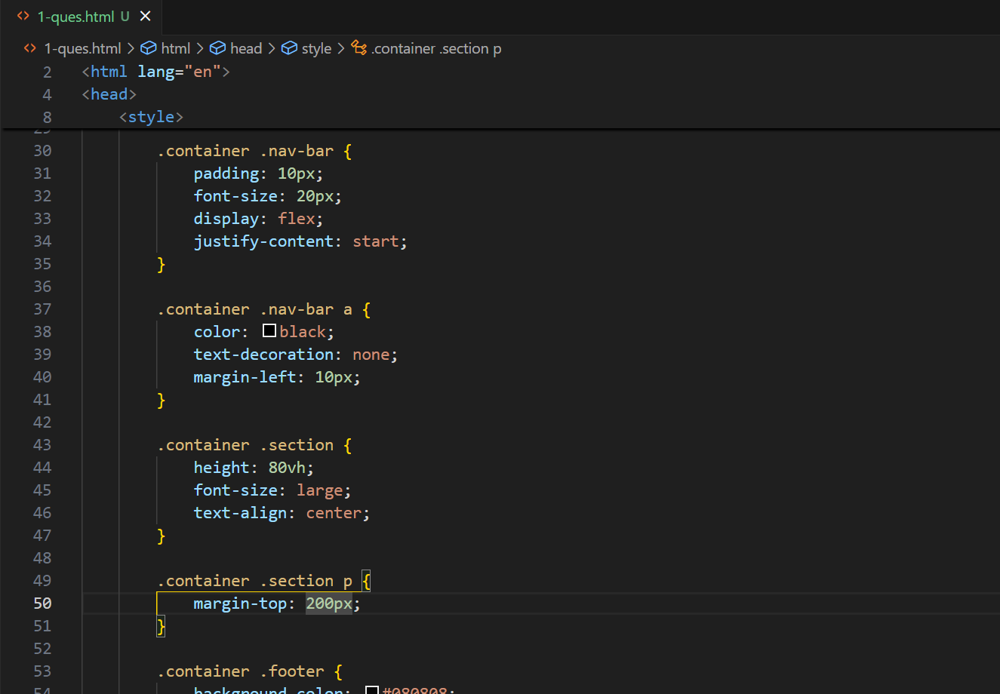 1-ques.html U
1-ques.html > html > head > style > .container .section p
2 <html lang="en">
4 <head>
8 <style>
29
30 .container .nav-bar {
31 padding: 10px;
32 font-size: 20px;
33 display: flex;
34 justify-content: start;
35 }
36
37 .container .nav-bar a {
38 color: black;
39 text-decoration: none;
40 margin-left: 10px;
41 }
42
43 .container .section {
44 height: 80vh;
45 font-size: large;
46 text-align: center;
47 }
48
49 .container .section p {
50 margin-top: 200px;
51 }
52
53 .container .footer {
54 background-color: #080808;